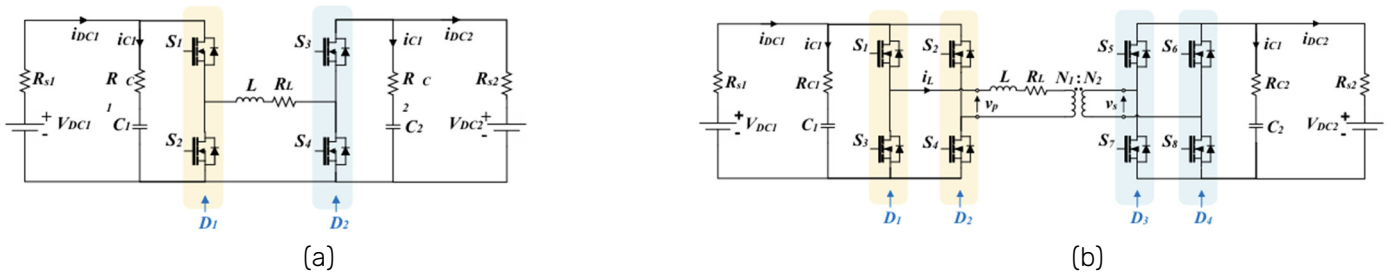 iDC1 iC1 S1 S3 iC1 iDC2
Rs1 R C 1 L RL R C 2 Rs2
+ - VDC1 C1 S2 S4 C2 VDC2 + -
D1 D2
(a)
iDC1 iC1 S1 S2 S5 S6 iC1 iDC2
Rs1 RC1 iL L RL N1:N2 RC2 Rs2
vp vs
+ - VDC1 C1 S3 S4 S7 S8 C2 VDC2 + -
D1 D2 D3 D4
(b)